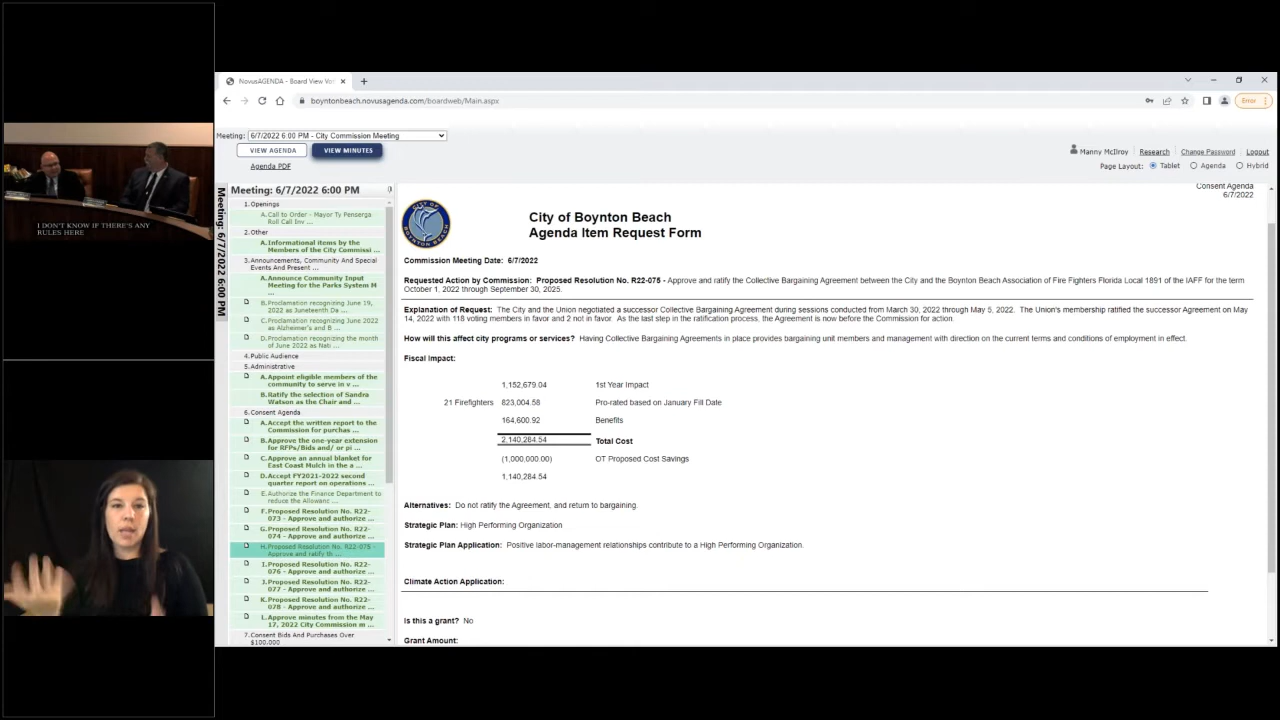 NovusAGENDA - Board View Ve
boyntonbeach.novusagenda.com/boardweb/Main.aspx
Error
Meeting: 6/7/2022 6:00 PM - City Commission Meeting
VIEW AGENDA VIEW MINUTES
Agenda PDF
Manny McIlroy Research Change Password Logout
Page Layout: Tablet Agenda Hybrid
Meeting: 6/7/2022 6:00 PM
Meeting: 6/7/2022 6:00 PM
1.Openings
A.Call to Order - Mayor Ty Penserga
Roll Call Inv ...
2.Other
A.Informational items by the
Members of the City Commissi ...
3.Announcements, Community And Special
Events And Present ...
A.Announce Community Input
Meeting for the Parks System M
...
B.Proclamation recognizing June 19,
2022 as Juneteenth Da ...
C.Proclamation recognizing June 2022
as Alzheimer's and B ...
D.Proclamation recognizing the month
of June 2022 as Nati ...
4.Public Audience
5.Administrative
A.Appoint eligible members of the
community to serve in v ...
B.Ratify the selection of Sandra
Watson as the Chair and ...
6.Consent Agenda
A.Accept the written report to the
Commission for purchas ...
B.Approve the one-year extension
for RFPs/Bids and/ or pi ...
C.Approve an annual blanket for
East Coast Mulch in the a ...
D.Accept FY2021-2022 second
quarter report on operations ...
E.Authorize the Finance Department to
reduce the Allowanc ...
F.Proposed Resolution No. R22-
073 - Approve and authorize ...
G.Proposed Resolution No. R22-
074 - Approve and authorize ...
H.Proposed Resolution No. R22-075 -
Approve and ratify th ...
I.Proposed Resolution No. R22-
076 - Approve and authorize ...
J.Proposed Resolution No. R22-
077 - Approve and authorize ...
K.Proposed Resolution No. R22-
078 - Approve and authorize ...
L.Approve minutes from the May
17, 2022 City Commission m ...
7.Consent Bids And Purchases Over
$100,000
Consent Agenda
6/7/2022
CITY OF
BOYNTON BEACH
City of Boynton Beach
Agenda Item Request Form
Commission Meeting Date: 6/7/2022
Requested Action by Commission: Proposed Resolution No. R22-075 - Approve and ratify the Collective Bargaining Agreement between the City and the Boynton Beach Association of Fire Fighters Florida Local 1891 of the IAFF for the term
October 1, 2022 through September 30, 2025.
Explanation of Request: The City and the Union negotiated a successor Collective Bargaining Agreement during sessions conducted from March 30, 2022 through May 5, 2022. The Union's membership ratified the successor Agreement on May
14, 2022 with 118 voting members in favor and 2 not in favor. As the last step in the ratification process, the Agreement is now before the Commission for action.
How will this affect city programs or services? Having Collective Bargaining Agreements in place provides bargaining unit members and management with direction on the current terms and conditions of employment in effect.
Fiscal Impact:
1,152,679.04 1st Year Impact
21 Firefighters 823,004.58 Pro-rated based on January Fill Date
164,600.92 Benefits
2,140,284.54 Total Cost
(1,000,000.00) OT Proposed Cost Savings
1,140,284.54
Alternatives: Do not ratify the Agreement, and return to bargaining.
Strategic Plan: High Performing Organization
Strategic Plan Application: Positive labor-management relationships contribute to a High Performing Organization.
Climate Action Application:
Is this a grant? No
Grant Amount:
I DON'T KNOW IF THERE'S ANY
RULES HERE